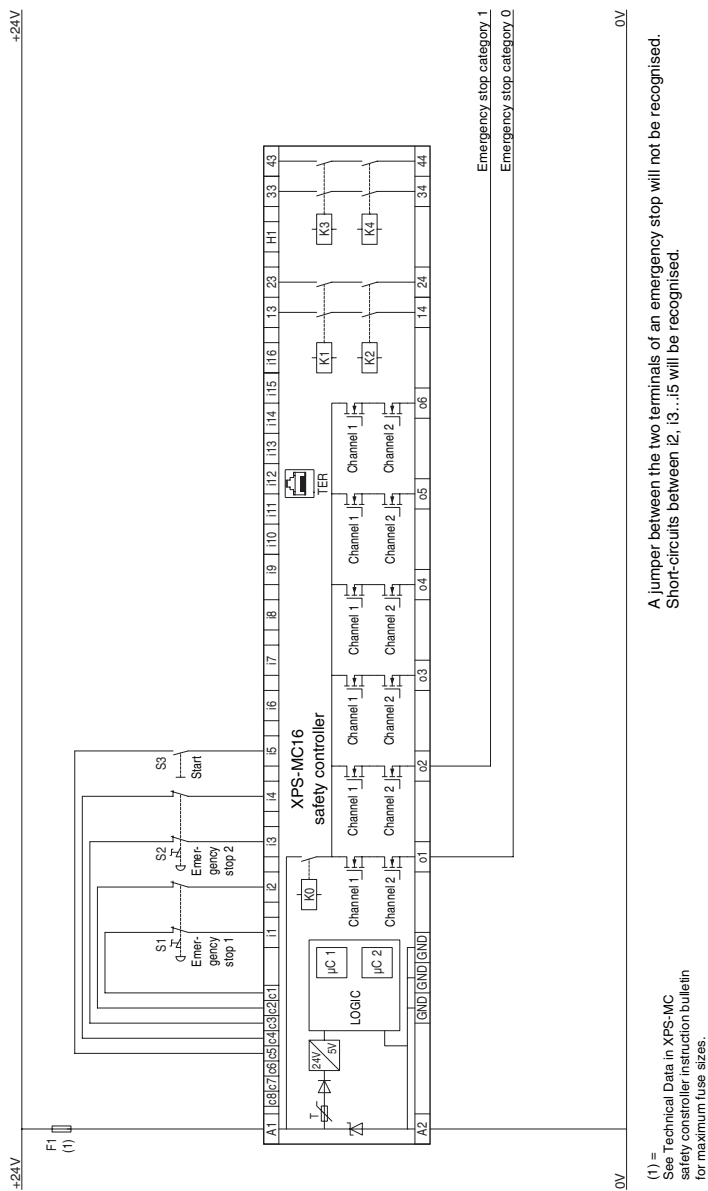 +24V
+24V
F1
(1)
S1
Emer-
gency
stop 1
S2
Emer-
gency
stop 2
S3
Start
A1 c8 c7 c6 c5 c4 c3 c2 c1 i1 i2 i3 i4 i5 i6 i7 i8 i9 i10 i11 i12 i13 i14 i15 i16 13 23 H1 33 43
T
24V
5V
LOGIC
µC 1
µC 2
K0
XPS-MC16
safety controller
TER
K1
K2
K3
K4
Channel 1
Channel 2
Channel 1
Channel 2
Channel 1
Channel 2
Channel 1
Channel 2
Channel 1
Channel 2
Channel 1
Channel 2
A2 GND GND GND o1 o2 o3 o4 o5 o6 14 24 34 44
Emergency stop category 1
Emergency stop category 0
0V
0V
(1) =
See Technical Data in XPS-MC
safety constroller instruction bulletin
for maximum fuse sizes.
A jumper between the two terminals of an emergency stop will not be recognised.
Short-circuits between i2, i3...i5 will be recognised.